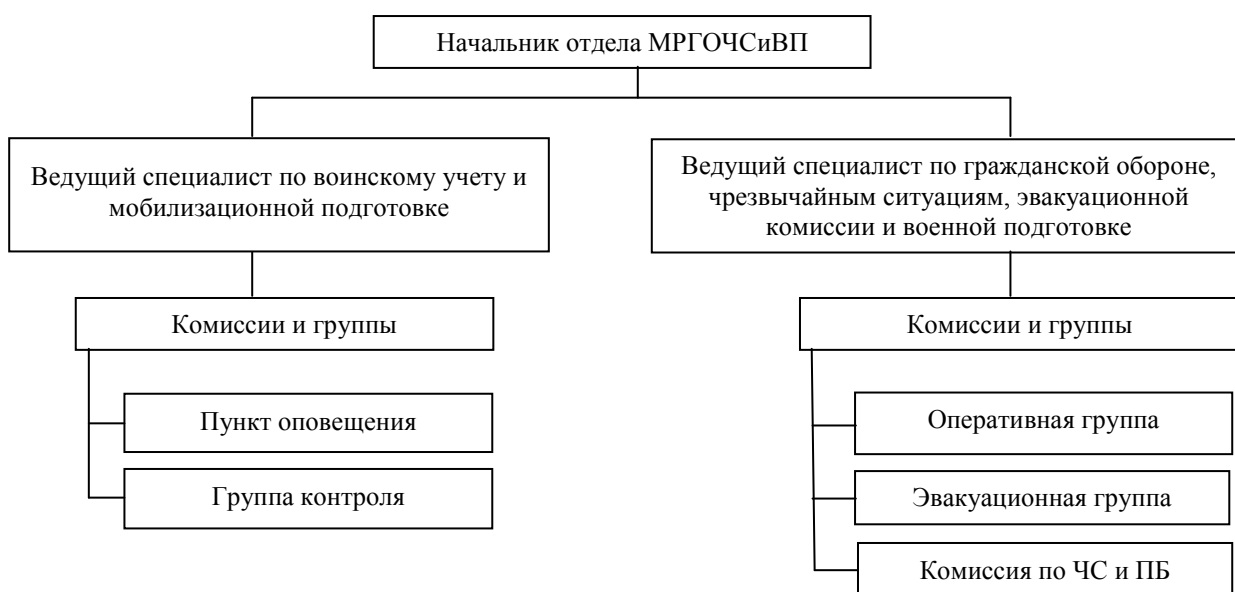 Начальник отдела МРГОЧСиВП
Ведущий специалист по воинскому учету и
мобилизационной подготовке
Ведущий специалист по гражданской обороне,
чрезвычайным ситуациям, эвакуационной
комиссии и военной подготовке
Комиссии и группы
Пункт оповещения
Группа контроля
Комиссии и группы
Оперативная группа
Эвакуационная группа
Комиссия по ЧС и ПБ